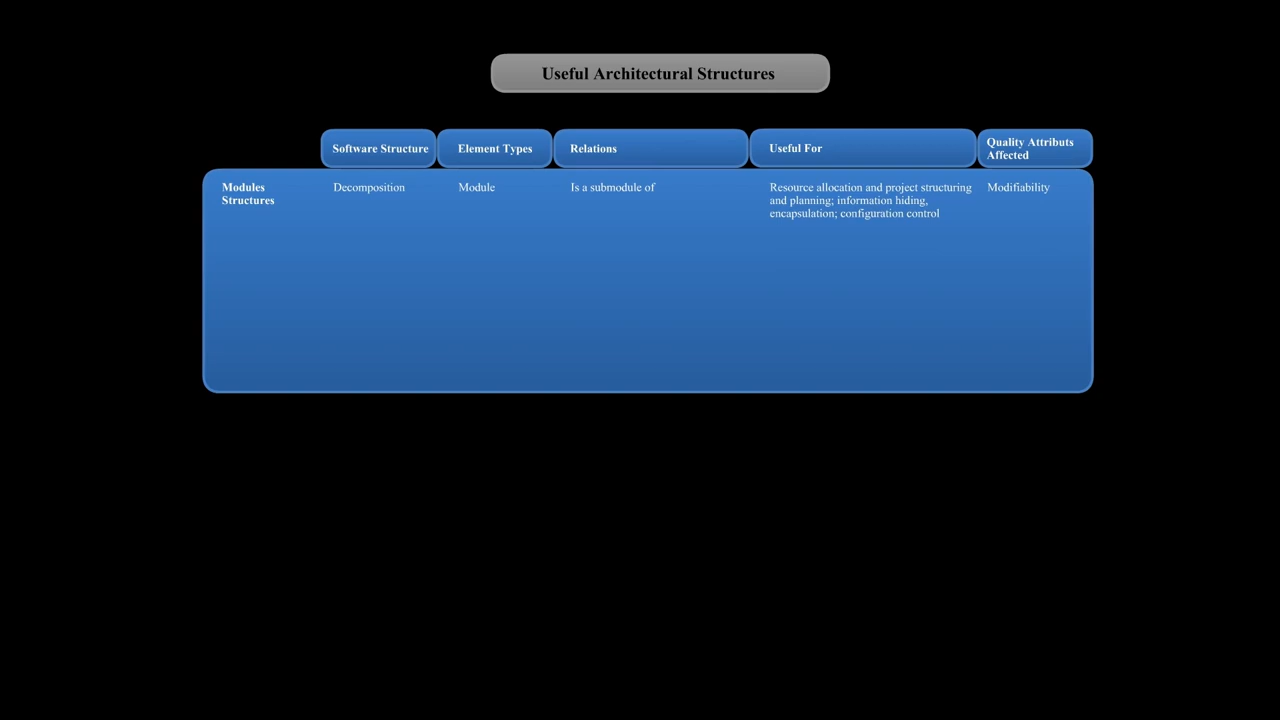 Useful Architectural Structures
Software Structure
Element Types
Relations
Useful For
Quality Attributs
Affected
Modules
Structures
Decomposition
Module
Is a submodule of
Resource allocation and project structuring
and planning; information hiding,
encapsulation; configuration control
Modifiability